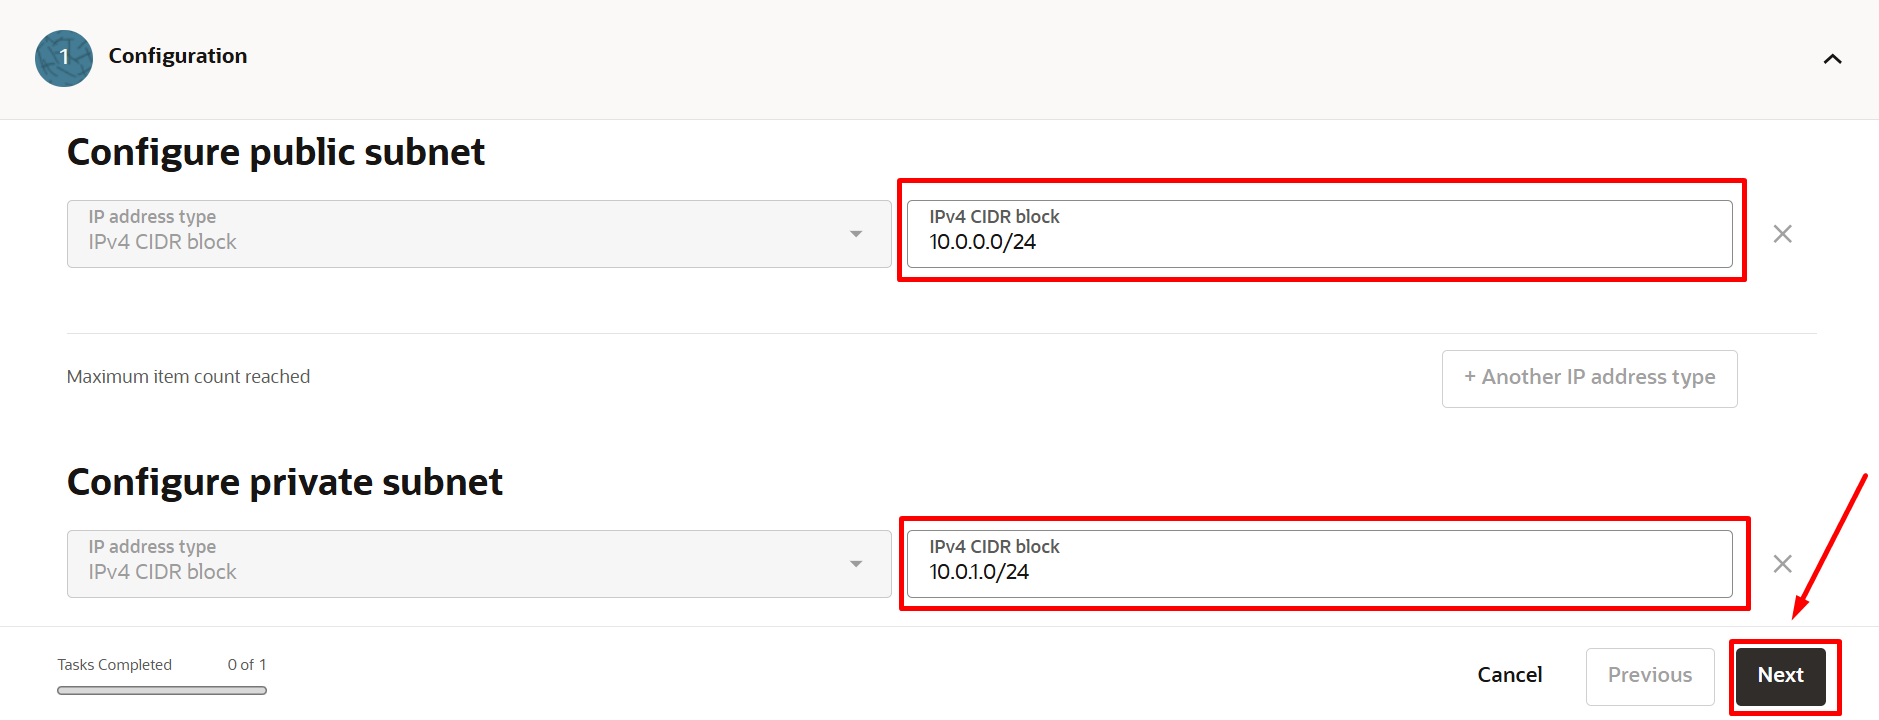 1
Configuration
Configure public subnet
IP address type
IPv4 CIDR block
IPv4 CIDR block
10.0.0.0/24
Maximum item count reached
+ Another IP address type
Configure private subnet
IP address type
IPv4 CIDR block
IPv4 CIDR block
10.0.1.0/24
Tasks Completed 0 of 1
Cancel
Previous
Next